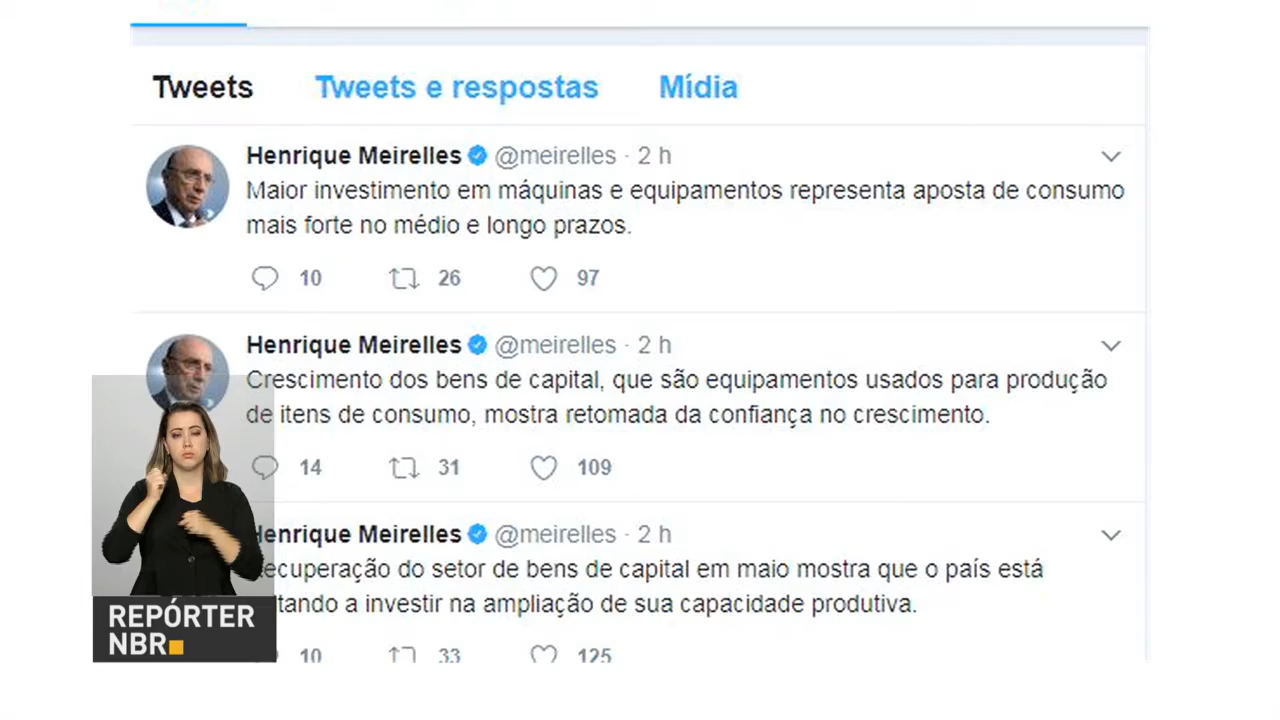 Tweets Tweets e respostas Mídia
Henrique Meirelles @meirelles · 2 h
Maior investimento em máquinas e equipamentos representa aposta de consumo
mais forte no médio e longo prazos.
10 26 97
Henrique Meirelles @meirelles · 2 h
Crescimento dos bens de capital, que são equipamentos usados para produção
de itens de consumo, mostra retomada da confiança no crescimento.
14 31 109
Henrique Meirelles @meirelles · 2 h
Recuperação do setor de bens de capital em maio mostra que o país está
a investir na ampliação de sua capacidade produtiva.
10 33 125
REPÓRTER
NBR